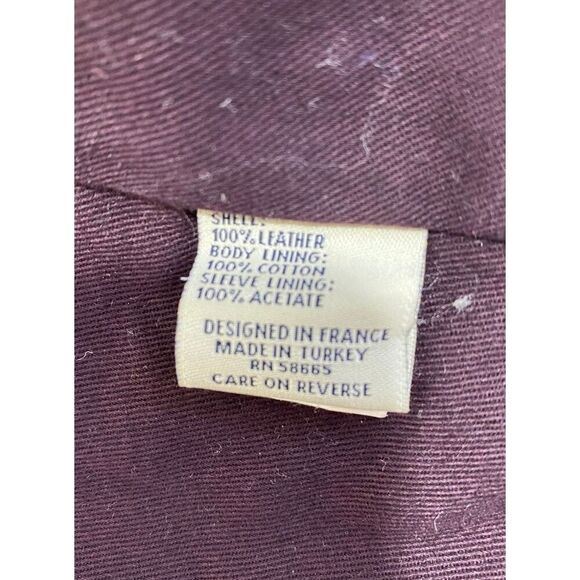 SHELL:
100% LEATHER
BODY LINING:
100% COTTON
SLEEVE LINING:
100% ACETATE
DESIGNED IN FRANCE
MADE IN TURKEY
RN 58665
CARE ON REVERSE